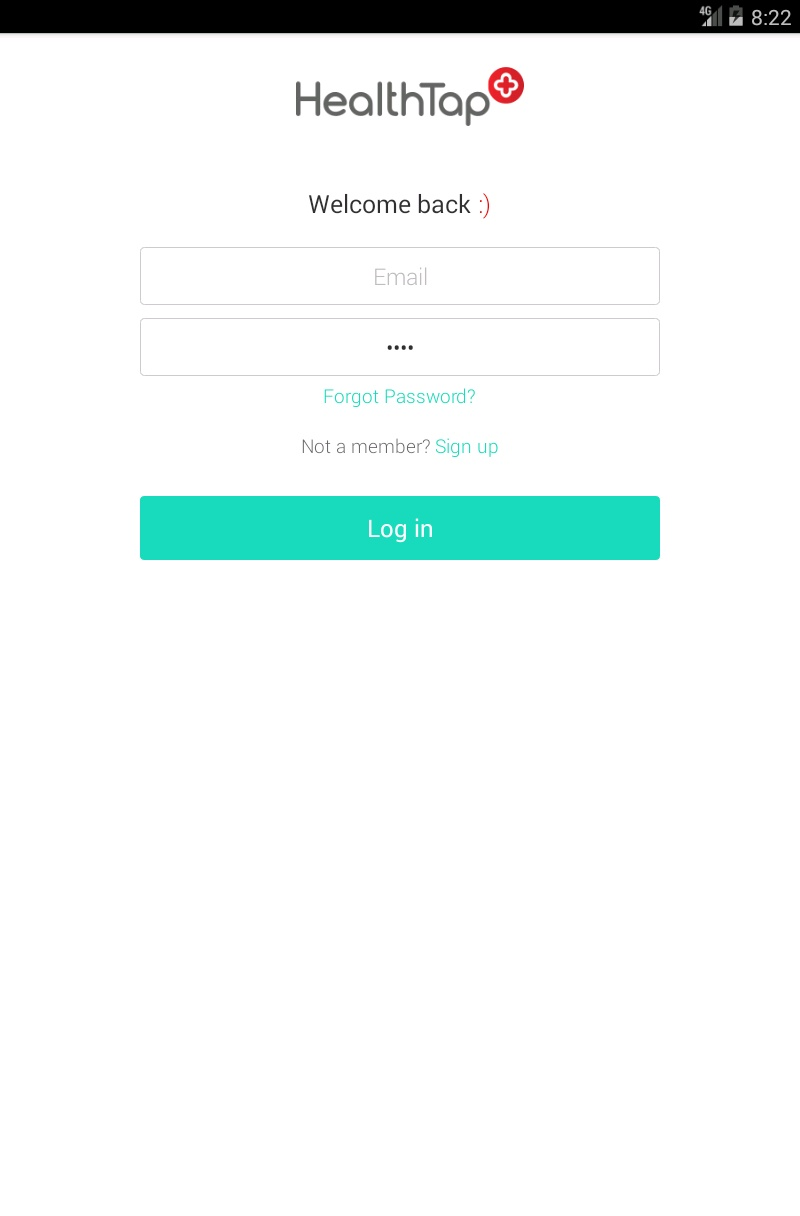 4G 8:22
HealthTap
Welcome back :)
Email
••••
Forgot Password?
Not a member? Sign up
Log in